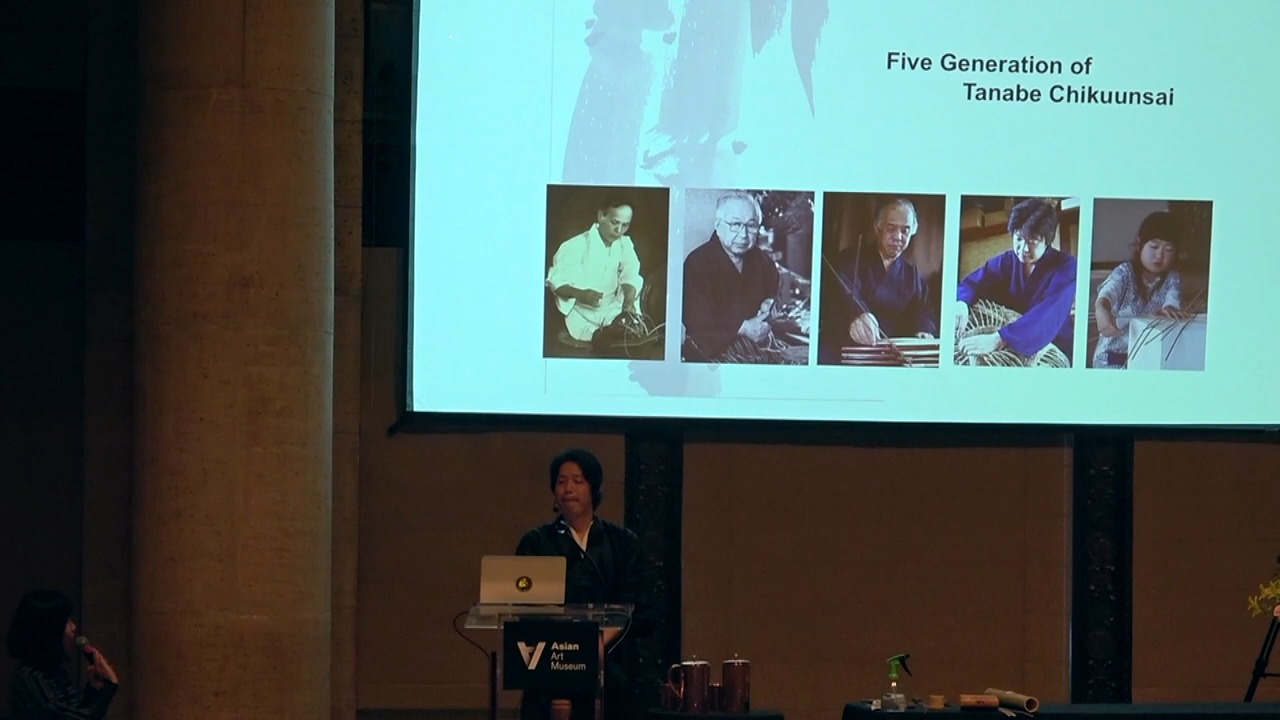 Five Generation of
Tanabe Chikuunsai
Asian
Art
Museum